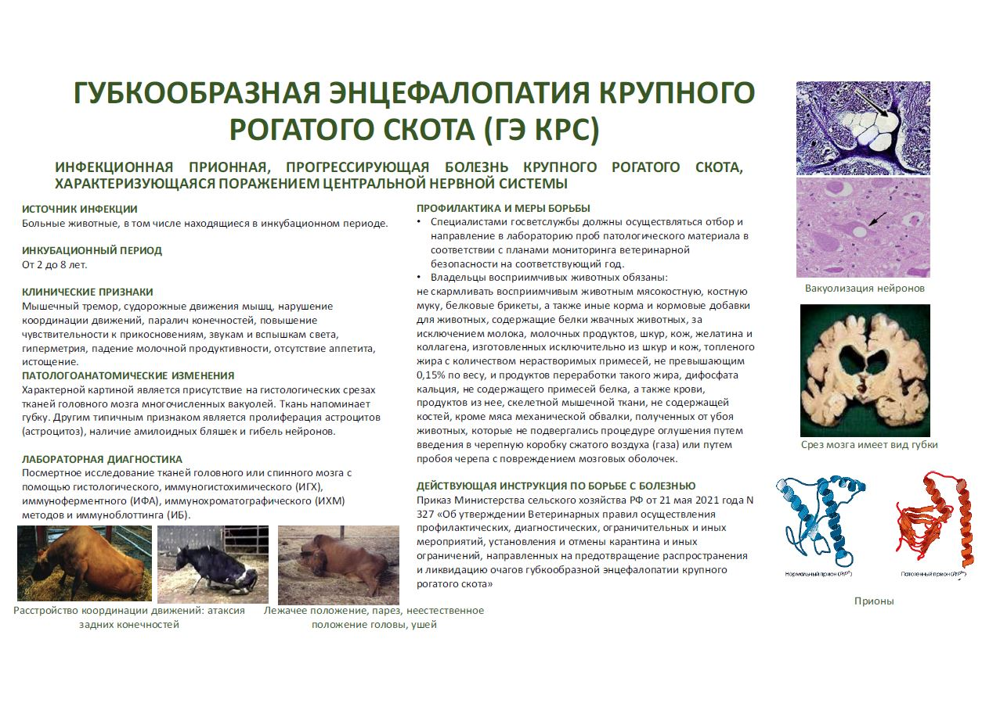 ГУБКООБРАЗНАЯ ЭНЦЕФАЛОПАТИЯ КРУПНОГО
РОГАТОГО СКОТА (ГЭ КРС)
ИНФЕКЦИОННАЯ ПРИОННАЯ, ПРОГРЕССИРУЮЩАЯ БОЛЕЗНЬ КРУПНОГО РОГАТОГО СКОТА,
ХАРАКТЕРИЗУЮЩАЯСЯ ПОРАЖЕНИЕМ ЦЕНТРАЛЬНОЙ НЕРВНОЙ СИСТЕМЫ
ИСТОЧНИК ИНФЕКЦИИ
Больные животные, в том числе находящиеся в инкубационном периоде.
ИНКУБАЦИОННЫЙ ПЕРИОД
От 2 до 8 лет.
КЛИНИЧЕСКИЕ ПРИЗНАКИ
Мышечный тремор, судорожные движения мышц, нарушение
координации движений, паралич конечностей, повышение
чувствительности к прикосновениям, звукам и вспышкам света,
гиперметрия, падение молочной продуктивности, отсутствие аппетита,
истощение.
ПАТОЛОГОАНАТОМИЧЕСКИЕ ИЗМЕНЕНИЯ
Характерной картиной является присутствие на гистологических срезах
тканей головного мозга многочисленных вакуолей. Ткань напоминает
губку. Другим типичным признаком является пролиферация астроцитов
(астроцитоз), наличие амилоидных бляшек и гибель нейронов.
ЛАБОРАТОРНАЯ ДИАГНОСТИКА
Посмертное исследование тканей головного или спинного мозга с
помощью гистологического, иммуногистохимического (ИГХ),
иммуноферментного (ИФА), иммунохроматографического (ИХМ)
методов и иммуноблоттинга (ИБ).
Расстройство координации движений: атаксия
задних конечностей
Лежачее положение, парез, неестественное
положение головы, ушей
ПРОФИЛАКТИКА И МЕРЫ БОРЬБЫ
• Специалистами госветслужбы должны осуществляться отбор и
направление в лабораторию проб патологического материала в
соответствии с планами мониторинга ветеринарной
безопасности на соответствующий год.
• Владельцы восприимчивых животных обязаны:
не скармливать восприимчивым животным мясокостную, костную
муку, белковые брикеты, а также иные корма и кормовые добавки
для животных, содержащие белки жвачных животных, за
исключением молока, молочных продуктов, шкур, кож, желатина и
коллагена, изготовленных исключительно из шкур и кож, топленого
жира с количеством нерастворимых примесей, не превышающим
0,15% по весу, и продуктов переработки такого жира, дифосфата
кальция, не содержащего примесей белка, а также крови,
продуктов из нее, скелетной мышечной ткани, не содержащей
костей, кроме мяса механической обвалки, полученных от убоя
животных, которые не подвергались процедуре оглушения путем
введения в черепную коробку сжатого воздуха (газа) или путем
пробоя черепа с повреждением мозговых оболочек.
ДЕЙСТВУЮЩАЯ ИНСТРУКЦИЯ ПО БОРЬБЕ С БОЛЕЗНЬЮ
Приказ Министерства сельского хозяйства РФ от 21 мая 2021 года N
327 «Об утверждении Ветеринарных правил осуществления
профилактических, диагностических, ограничительных и иных
мероприятий, установления и отмены карантина и иных
ограничений, направленных на предотвращение распространения
и ликвидацию очагов губкообразной энцефалопатии крупного
рогатого скота»
Вакуолизация нейронов
Срез мозга имеет вид губки
Нормальный прион (PrPᶜ)
Патогенный прион (PrPˢᶜ)
Прионы